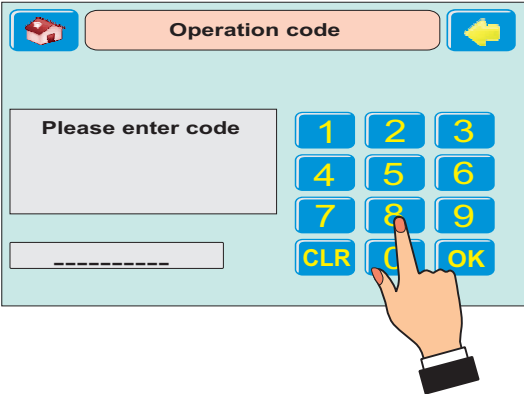 Operation code
Please enter code
1 2 3
4 5 6
7 8 9
__________
CLR 0 OK